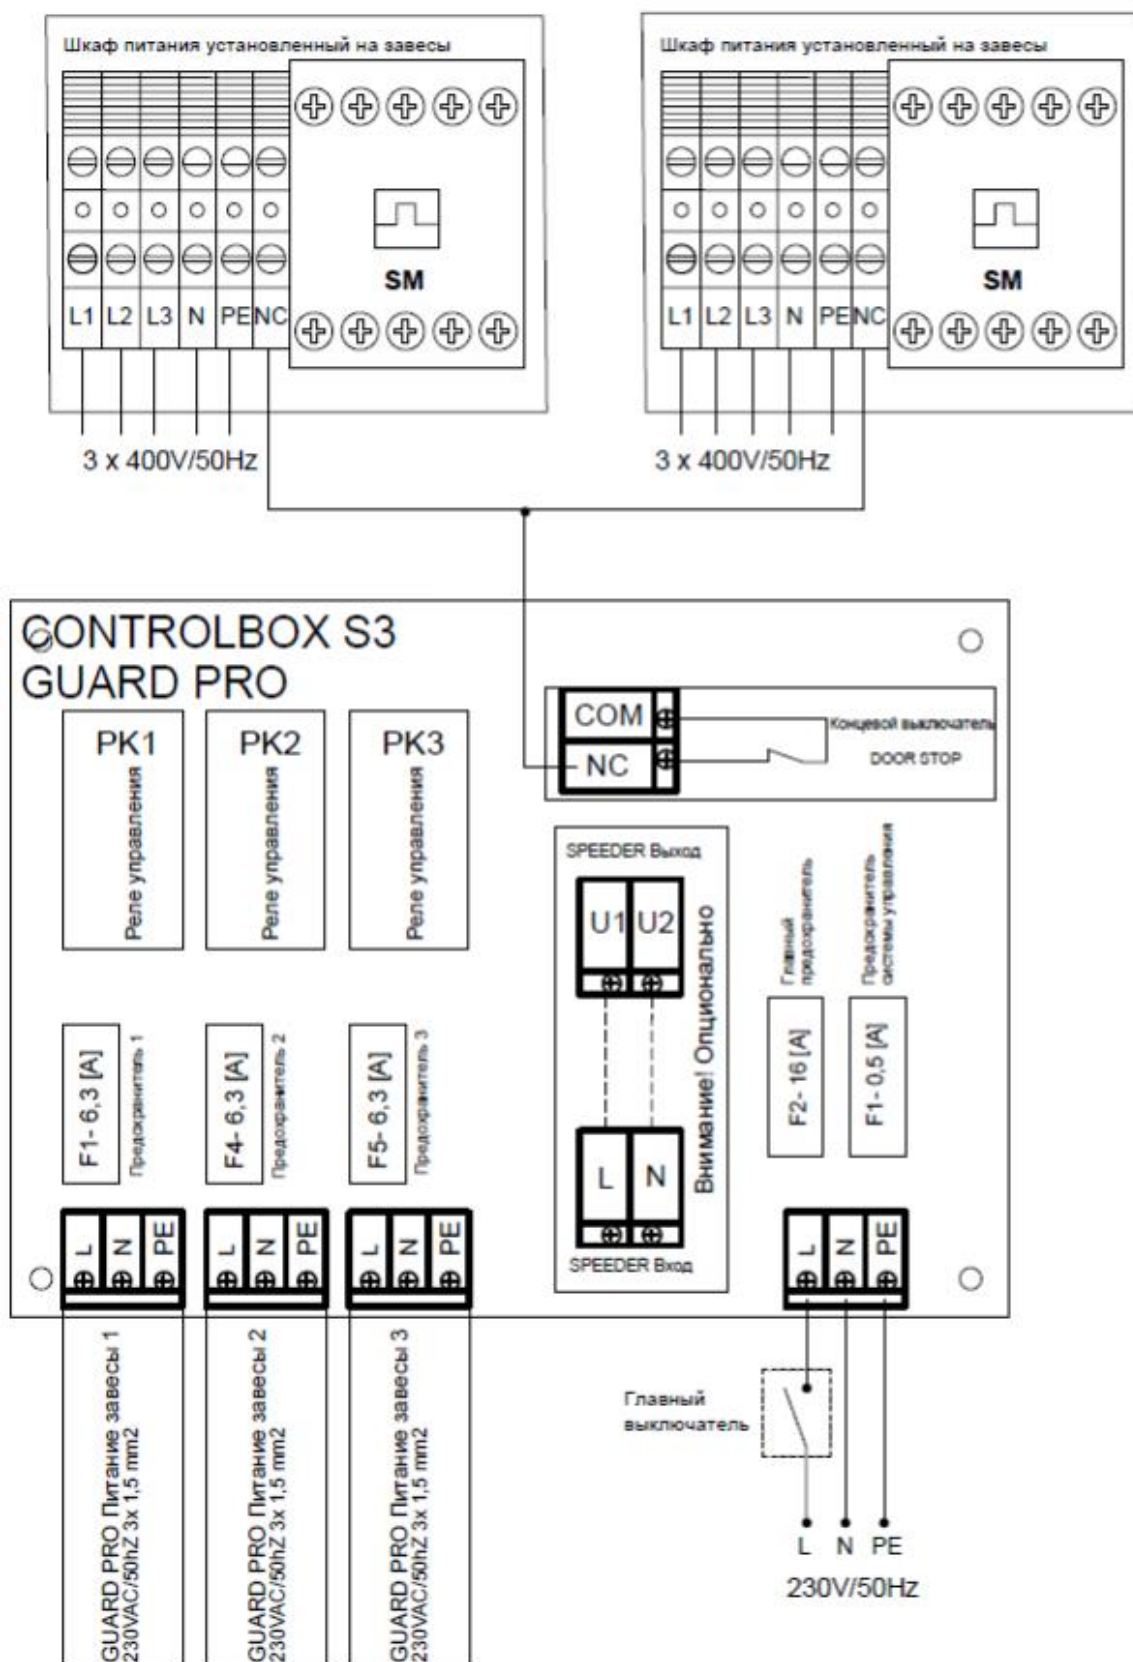 Шкаф питания установленный на завесы
SM
L1 L2 L3 N PE NC
3 x 400V/50Hz
Шкаф питания установленный на завесы
SM
L1 L2 L3 N PE NC
3 x 400V/50Hz
CONTROLBOX S3
GUARD PRO
COM
NC
Концевой выключатель
DOOR STOP
PK1
Реле управления
PK2
Реле управления
PK3
Реле управления
SPEEDER Выход
U1 U2
Внимание! Опционально
L N
SPEEDER Вход
Главный
предохранитель
F2- 16 [A]
Предохранитель
системы управления
F1- 0,5 [A]
F1- 6,3 [A]
Предохранитель 1
F4- 6,3 [A]
Предохранитель 2
F5- 6,3 [A]
Предохранитель 3
L N PE
L N PE
L N PE
L N PE
GUARD PRO Питание завесы 1
230VAC/50hZ 3x 1,5 mm2
GUARD PRO Питание завесы 2
230VAC/50hZ 3x 1,5 mm2
GUARD PRO Питание завесы 3
230VAC/50hZ 3x 1,5 mm2
Главный
выключатель
L N PE
230V/50Hz